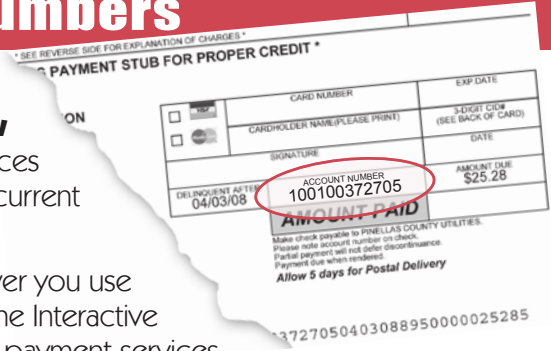 umbers
* SEE REVERSE SIDE FOR EXPLANATION OF CHARGES *
PAYMENT STUB FOR PROPER CREDIT *
ON
CARD NUMBER
EXP.DATE
CARDHOLDER NAME(PLEASE PRINT)
3-DIGIT CID#
(SEE BACK OF CARD)
SIGNATURE
DATE
DELINQUENT AFTER
04/03/08
ACCOUNT NUMBER
100100372705
AMOUNT DUE
$25.28
AMOUNT PAID
Make check payable to PINELLAS COUNTY UTILITIES.
Please note account number on check.
Partial payment will not defer discontinuance.
Payment due when rendered.
Allow 5 days for Postal Delivery
3727050403088950000025285
ces
current
ver you use
ne Interactive
payment services